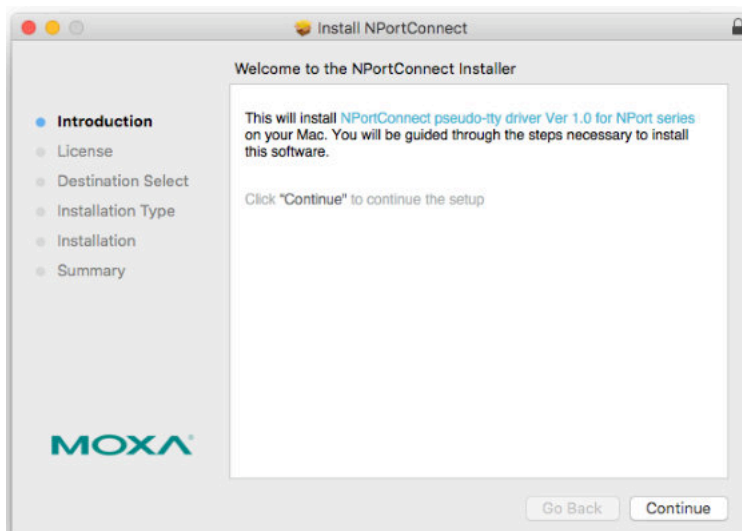 Install NPortConnect
Welcome to the NPortConnect Installer
Introduction
License
Destination Select
Installation Type
Installation
Summary
This will install NPortConnect pseudo-tty driver Ver 1.0 for NPort series
on your Mac. You will be guided through the steps necessary to install
this software.
Click "Continue" to continue the setup
MOXA®
Go Back
Continue